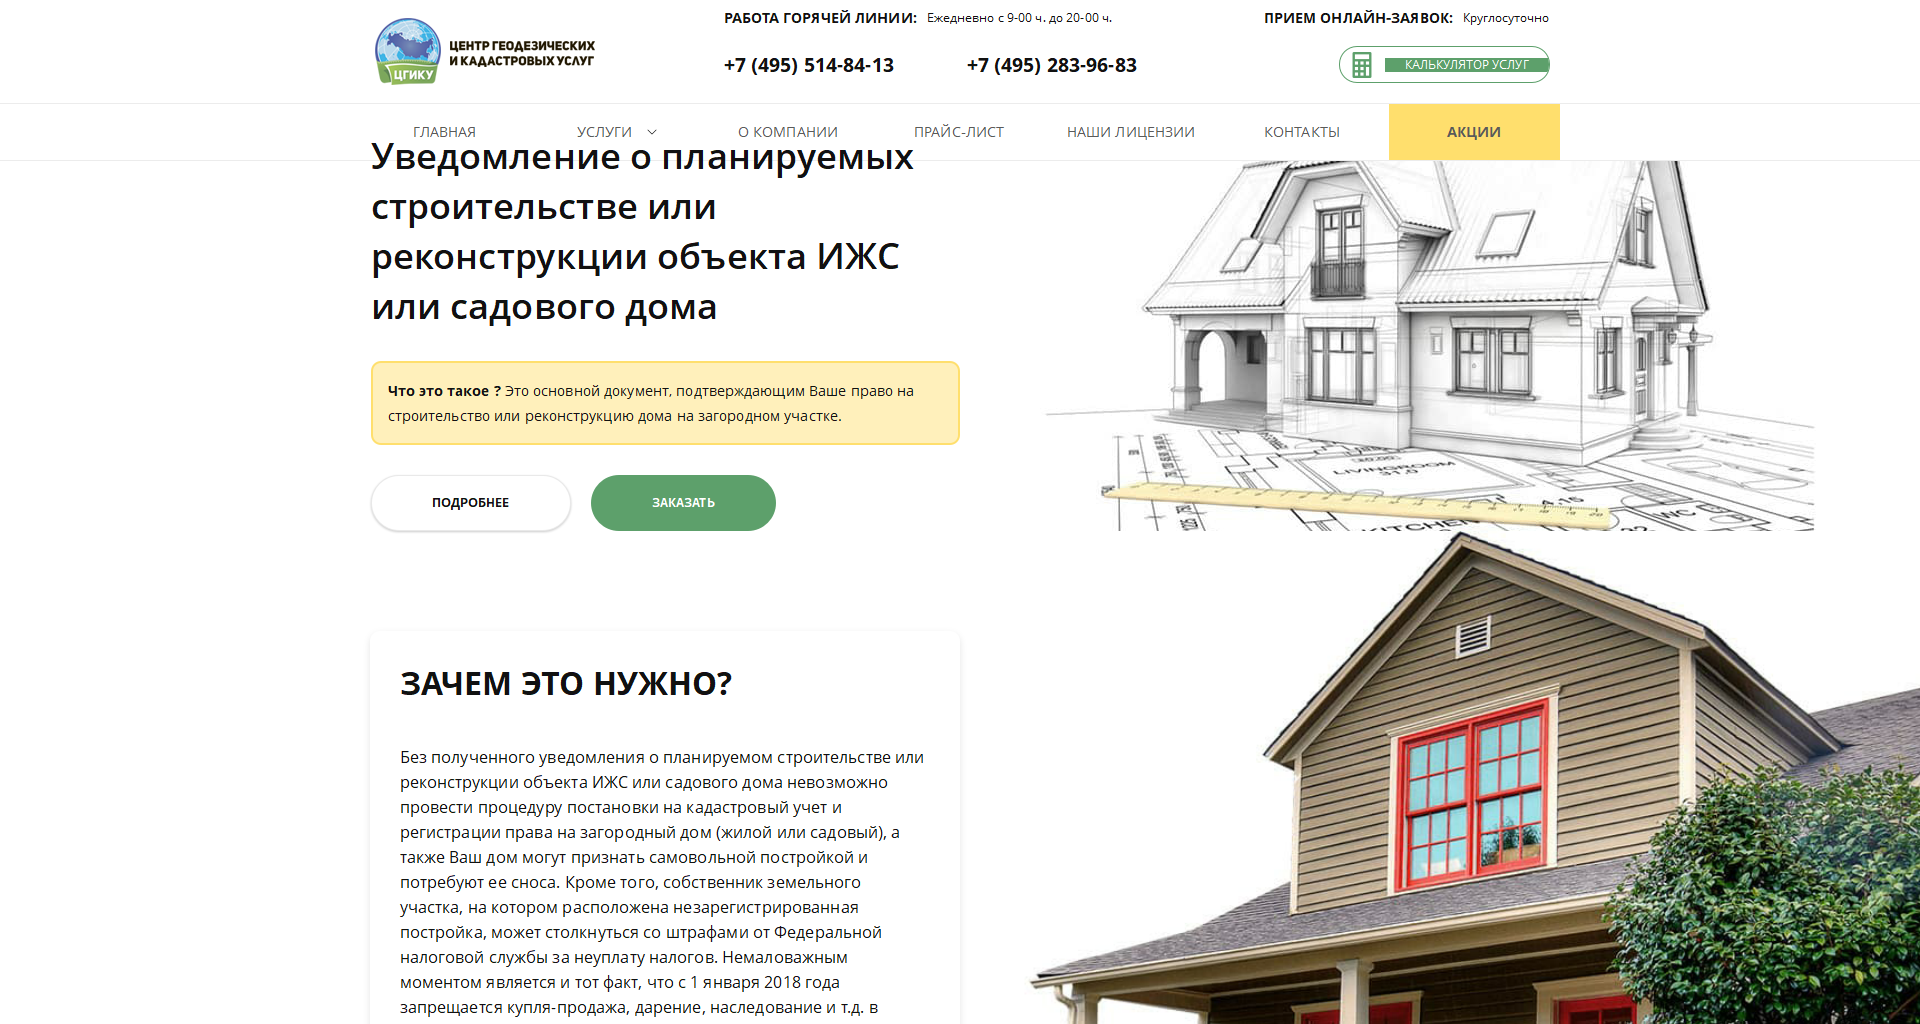 ЦЕНТР ГЕОДЕЗИЧЕСКИХ
И КАДАСТРОВЫХ УСЛУГ
ЦГИКУ
РАБОТА ГОРЯЧЕЙ ЛИНИИ: Ежедневно с 9-00 ч. до 20-00 ч.
ПРИЕМ ОНЛАЙН-ЗАЯВОК: Круглосуточно
+7 (495) 514-84-13
+7 (495) 283-96-83
КАЛЬКУЛЯТОР УСЛУГ
ГЛАВНАЯ
УСЛУГИ
О КОМПАНИИ
ПРАЙС-ЛИСТ
НАШИ ЛИЦЕНЗИИ
КОНТАКТЫ
АКЦИИ
Уведомление о планируемых
строительстве или
реконструкции объекта ИЖС
или садового дома
Что это такое ? Это основной документ, подтверждающим Ваше право на
строительство или реконструкцию дома на загородном участке.
ПОДРОБНЕЕ
ЗАКАЗАТЬ
LIVINGROOM
31,0
4,15
WC
KITCHEN
ЗАЧЕМ ЭТО НУЖНО?
Без полученного уведомления о планируемом строительстве или
реконструкции объекта ИЖС или садового дома невозможно
провести процедуру постановки на кадастровый учет и
регистрации права на загородный дом (жилой или садовый), а
также Ваш дом могут признать самовольной постройкой и
потребуют ее сноса. Кроме того, собственник земельного
участка, на котором расположена незарегистрированная
постройка, может столкнуться со штрафами от Федеральной
налоговой службы за неуплату налогов. Немаловажным
моментом является и тот факт, что с 1 января 2018 года
запрещается купля-продажа, дарение, наследование и т.д. в